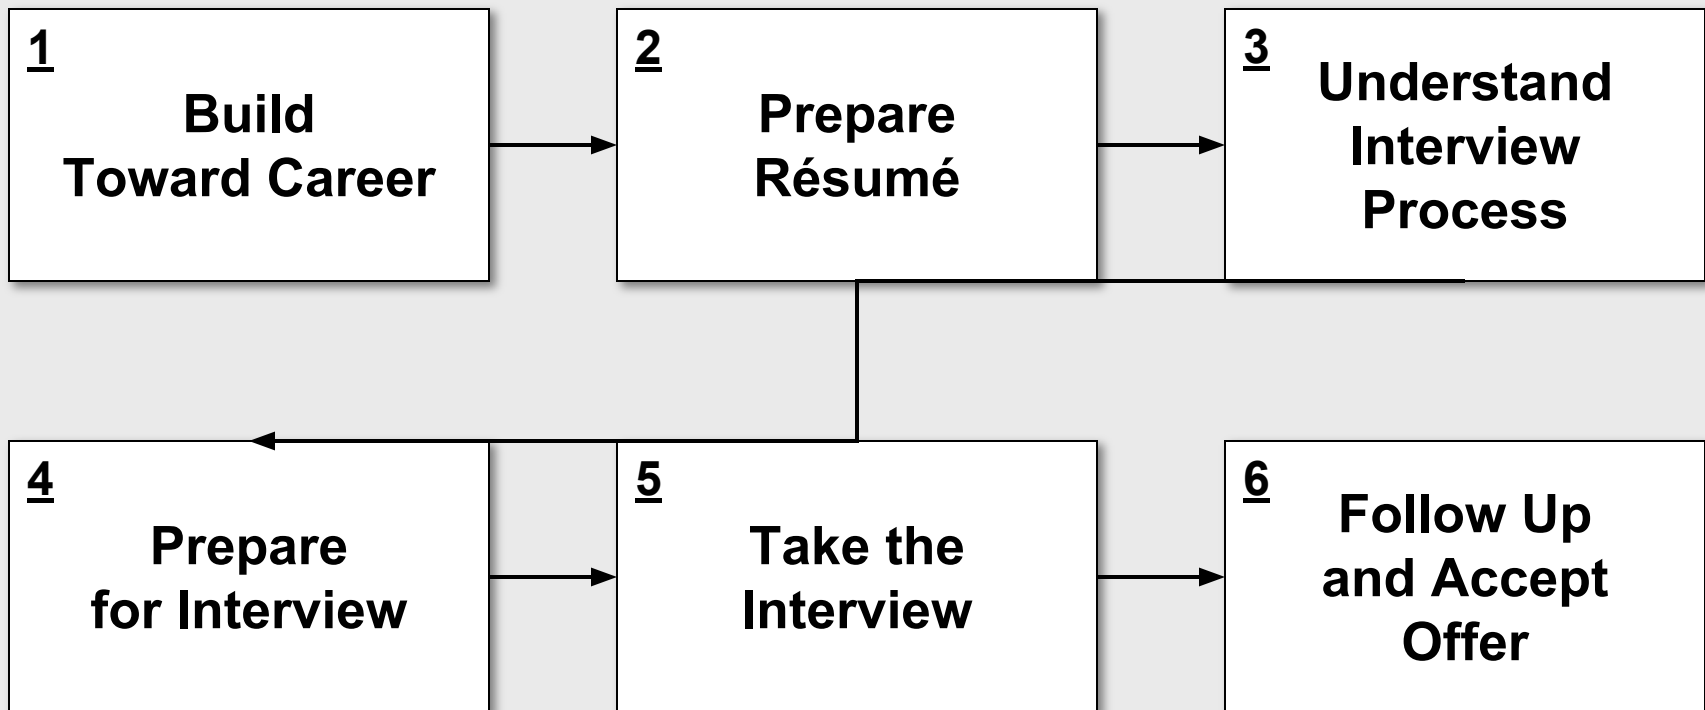 1
Build
Toward Career
2
Prepare
Résumé
3
Understand
Interview
Process
4
Prepare
for Interview
5
Take the
Interview
6
Follow Up
and Accept
Offer